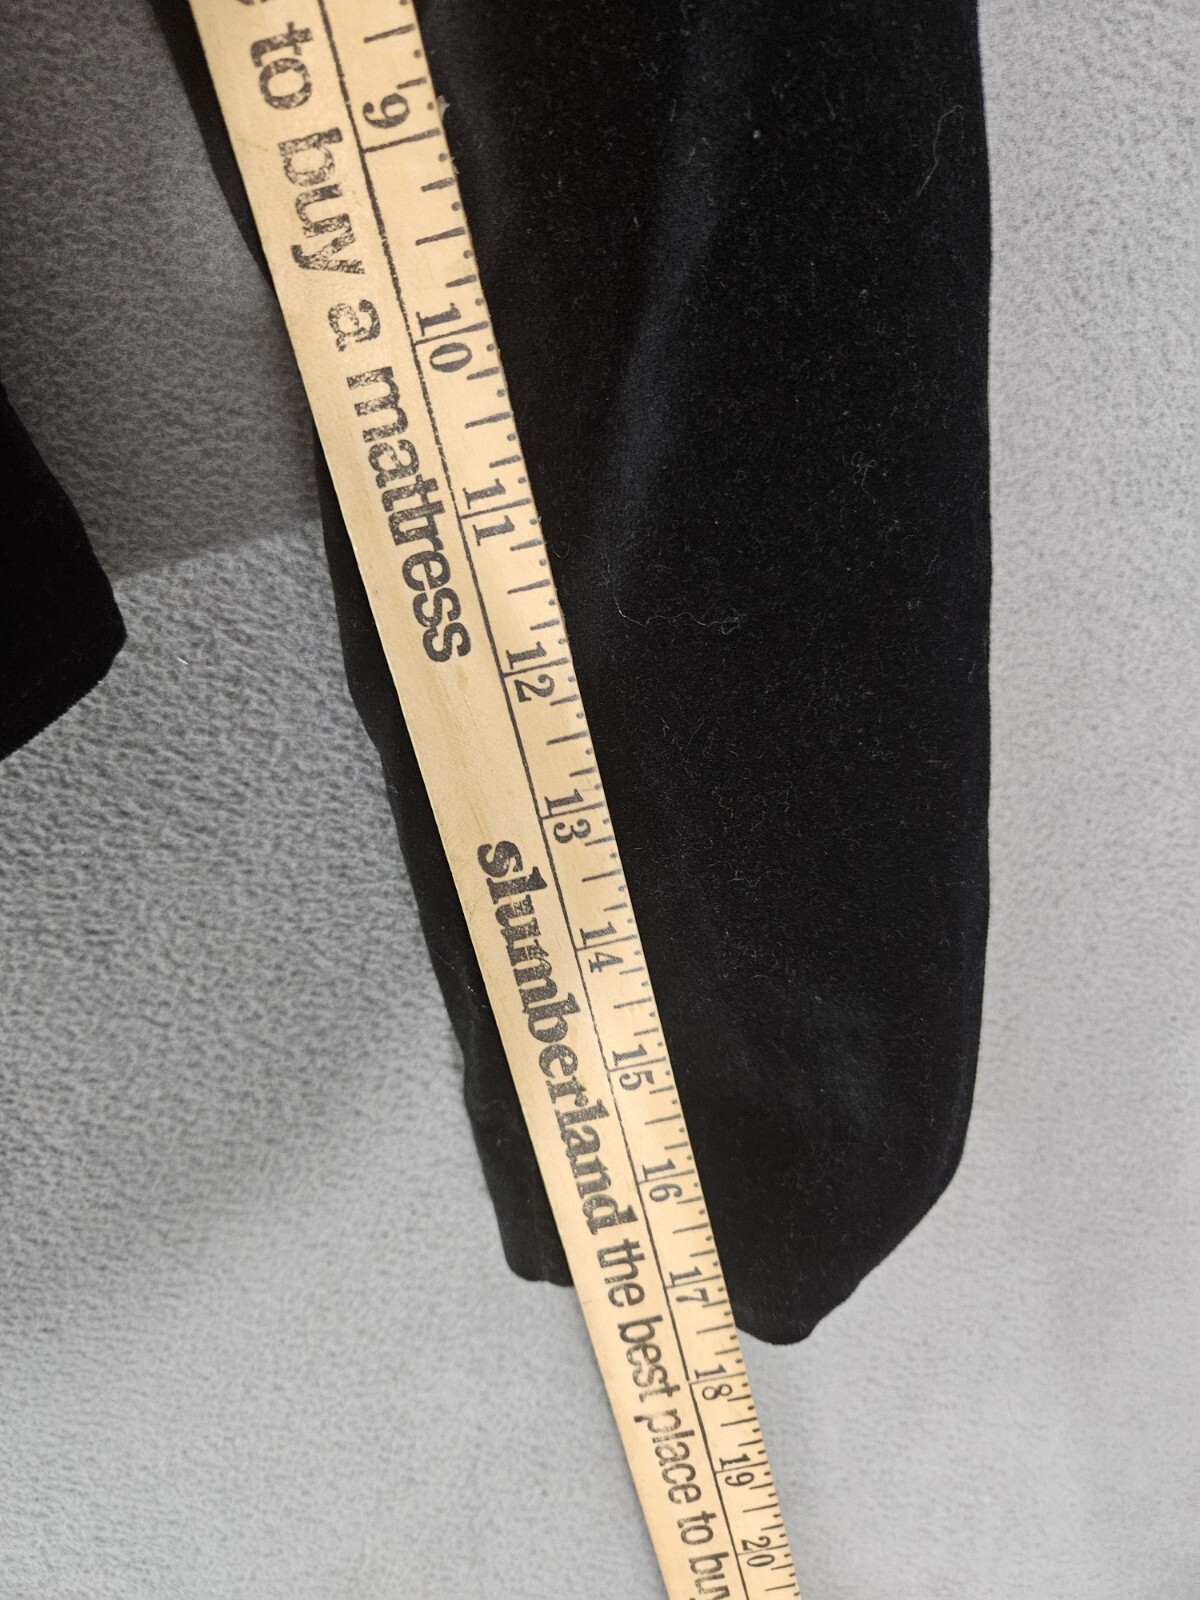 to buy a mattress slumberland the best place to buy
9 10 11 12 13 14 15 16 17 18 19 20